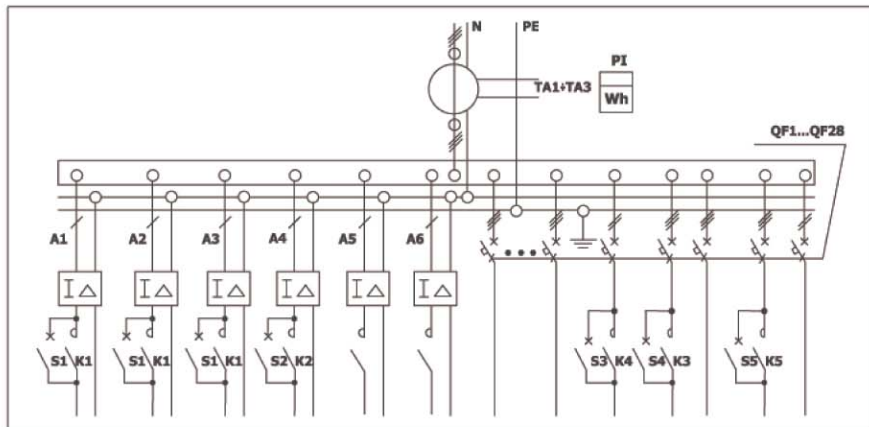 N PE
PI
TA1÷TA3
Wh
QF1...QF28
A1 A2 A3 A4 A5 A6
I△ I△ I△ I△ I△ I△
S1 K1 S1 K1 S1 K1 S2 K2 S3 K4 S4 K3 S5 K5